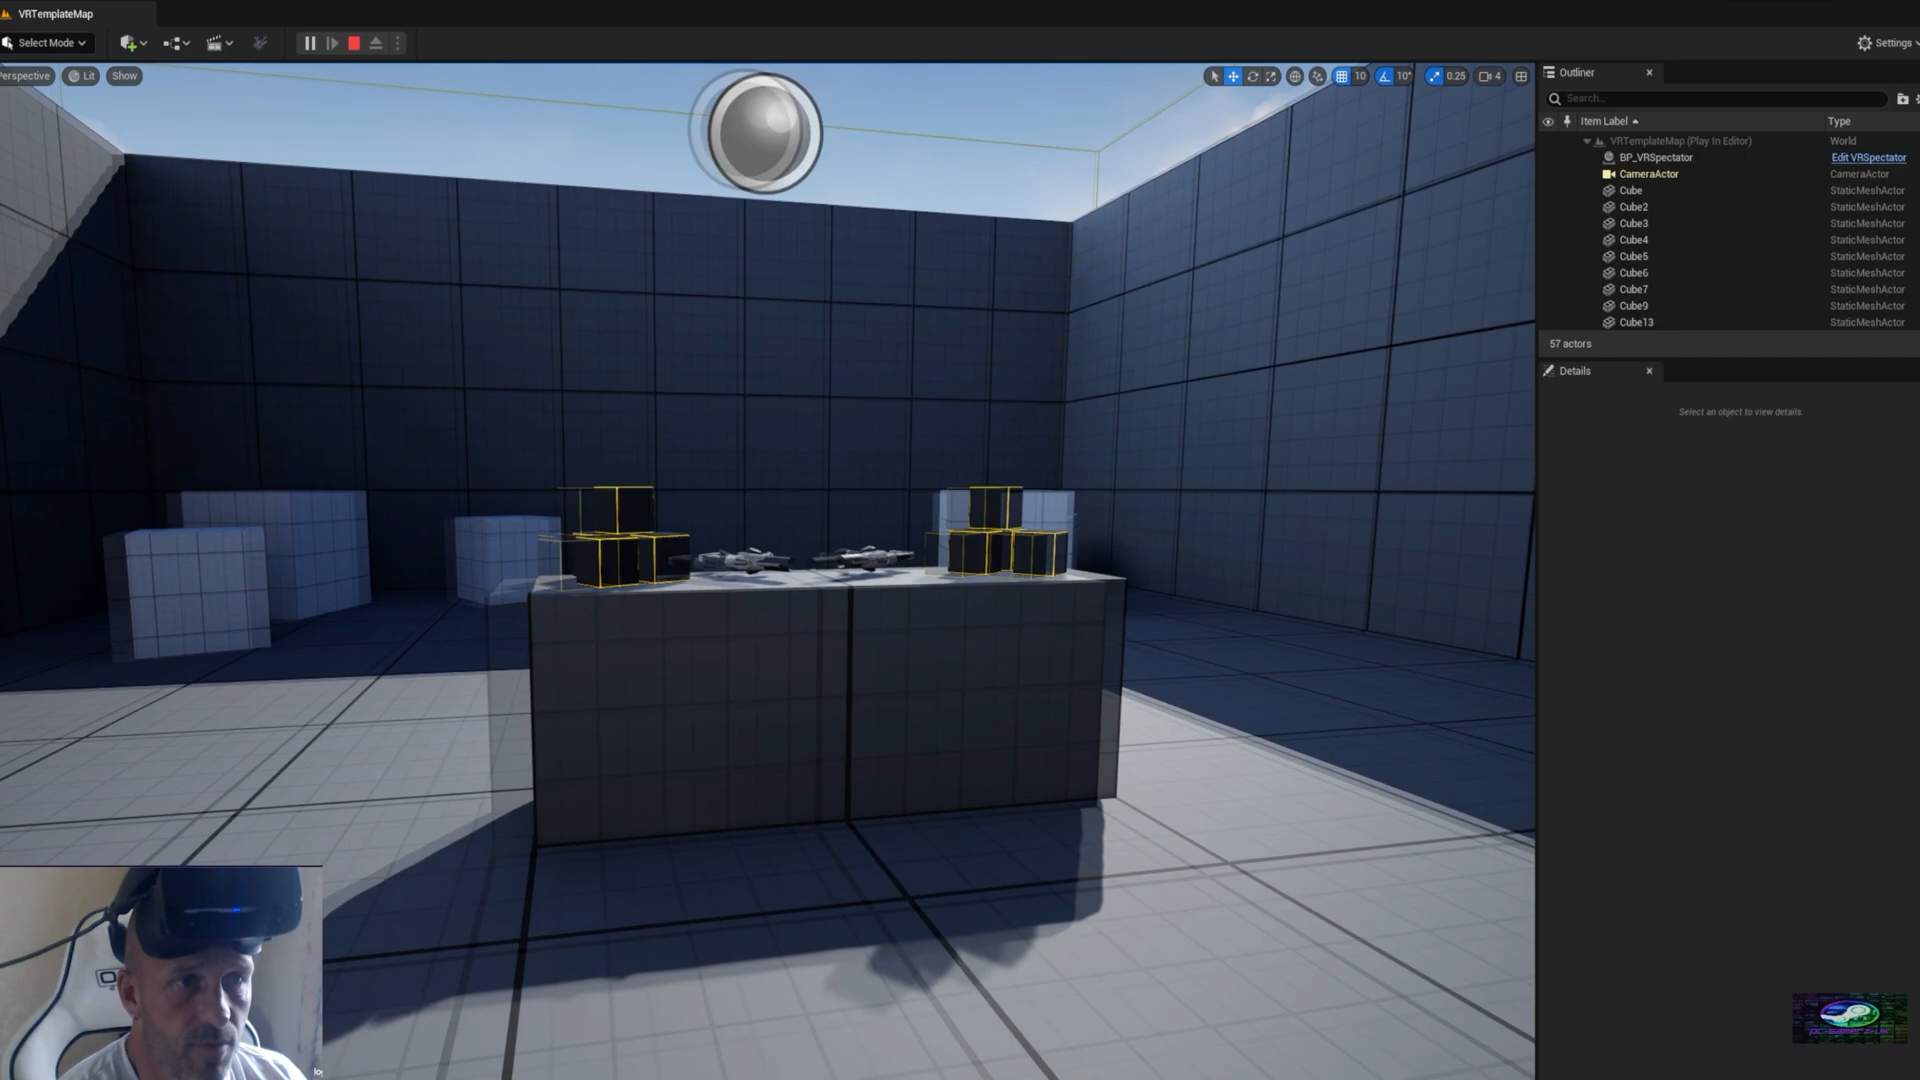 VRTemplateMap
Select Mode
Settings
Perspective
Lit
Show
10
10°
0.25
4
Outliner
Search...
Item Label
Type
VRTemplateMap (Play In Editor)
World
BP_VRSpectator
Edit VRSpectator
CameraActor
CameraActor
Cube
StaticMeshActor
Cube2
StaticMeshActor
Cube3
StaticMeshActor
Cube4
StaticMeshActor
Cube5
StaticMeshActor
Cube6
StaticMeshActor
Cube7
StaticMeshActor
Cube9
StaticMeshActor
Cube13
StaticMeshActor
57 actors
Details
Select an object to view details.